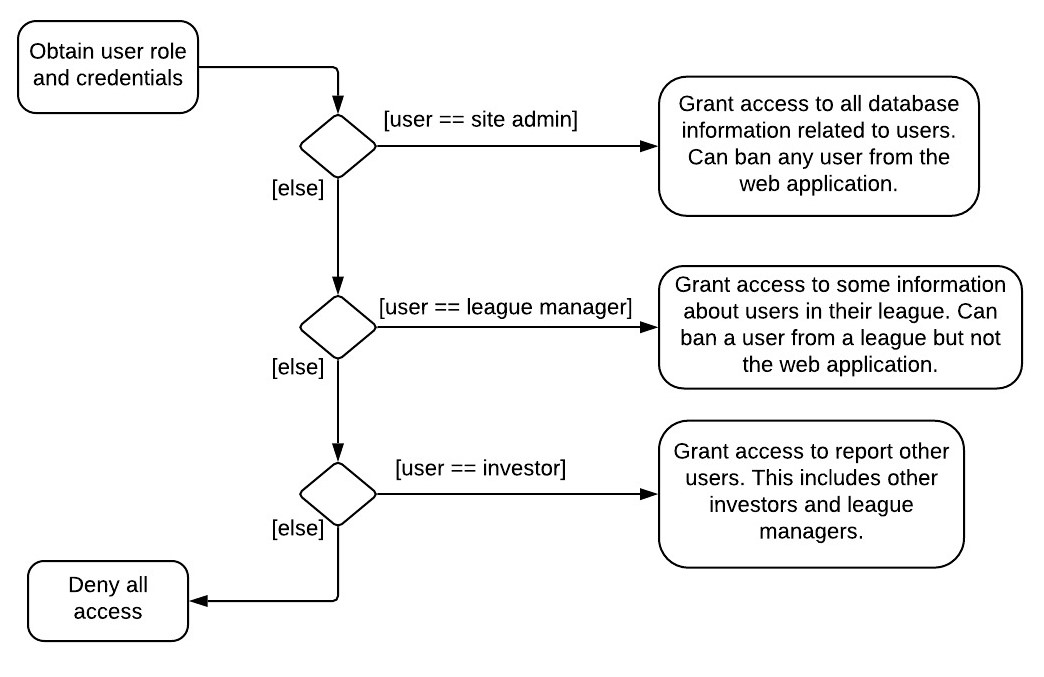 Obtain user role
and credentials
[user == site admin]
Grant access to all database
information related to users.
Can ban any user from the
web application.
[else]
[user == league manager]
Grant access to some information
about users in their league. Can
ban a user from a league but not
the web application.
[else]
[user == investor]
Grant access to report other
users. This includes other
investors and league
managers.
[else]
Deny all
access